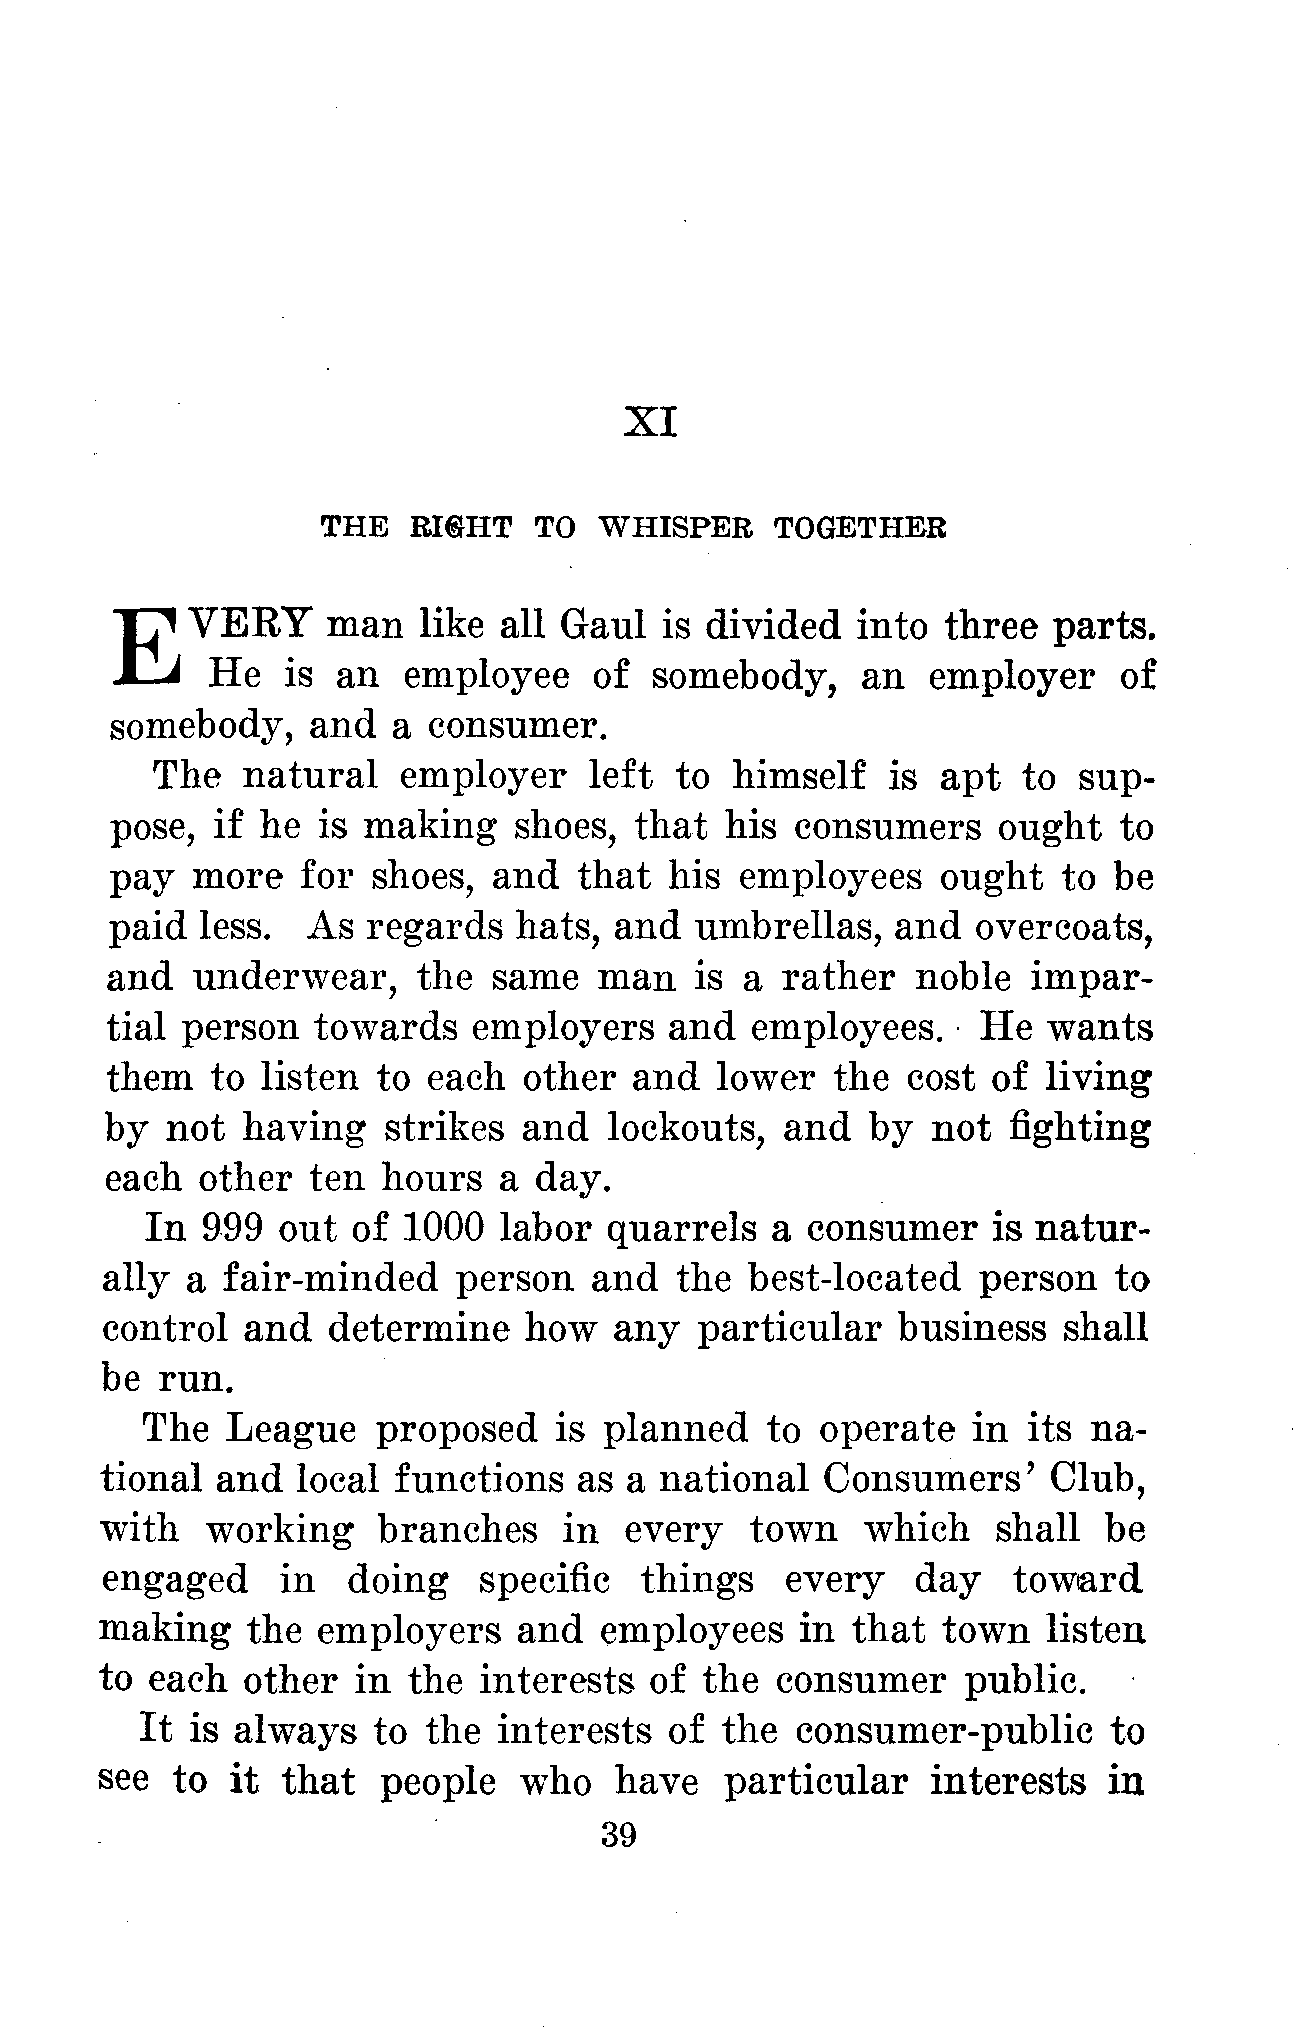 XI
THE RIGHT TO WHISPER TOGETHER
EVERY man like all Gaul is divided into three parts.
He is an employee of somebody, an employer of
somebody, and a consumer.
The natural employer left to himself is apt to sup-
pose, if he is making shoes, that his consumers ought to
pay more for shoes, and that his employees ought to be
paid less. As regards hats, and umbrellas, and overcoats,
and underwear, the same man is a rather noble impar-
tial person towards employers and employees. He wants
them to listen to each other and lower the cost of living
by not having strikes and lockouts, and by not fighting
each other ten hours a day.
In 999 out of 1000 labor quarrels a consumer is natur-
ally a fair-minded person and the best-located person to
control and determine how any particular business shall
be run.
The League proposed is planned to operate in its na-
tional and local functions as a national Consumers' Club,
with working branches in every town which shall be
engaged in doing specific things every day toward
making the employers and employees in that town listen
to each other in the interests of the consumer public.
It is always to the interests of the consumer-public to
see to it that people who have particular interests in
39